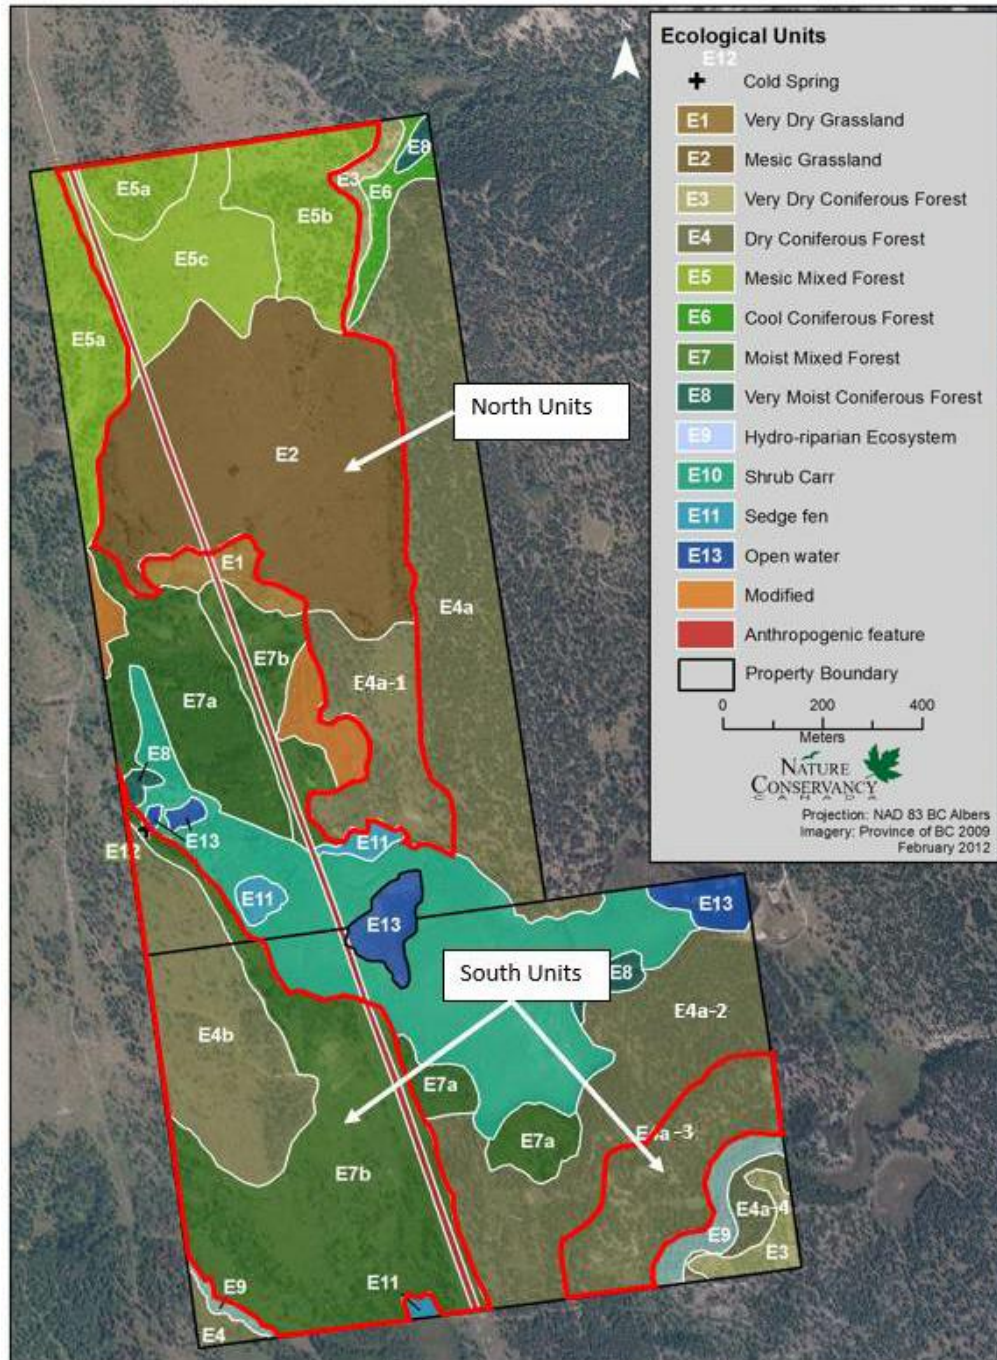 Ecological Units
E12
Cold Spring
E1 Very Dry Grassland
E2 Mesic Grassland
E3 Very Dry Coniferous Forest
E4 Dry Coniferous Forest
E5 Mesic Mixed Forest
E6 Cool Coniferous Forest
E7 Moist Mixed Forest
E8 Very Moist Coniferous Forest
E9 Hydro-riparian Ecosystem
E10 Shrub Carr
E11 Sedge fen
E13 Open water
Modified
Anthropogenic feature
Property Boundary
0 200 400
Meters
NATURE
CONSERVANCY
CANADA
Projection: NAD 83 BC Albers
Imagery: Province of BC 2009
February 2012
E8
E5a
E3
E6
E5b
E5c
E5a
North Units
E2
E1
E4a
E7b
E4a-1
E7a
E8
E13
E12
E11
E11
E13
E13
South Units
E8
E4a-2
E4b
E7a
E7a
E4a-3
E7b
E4a-4
E9
E3
E9
E11
E4